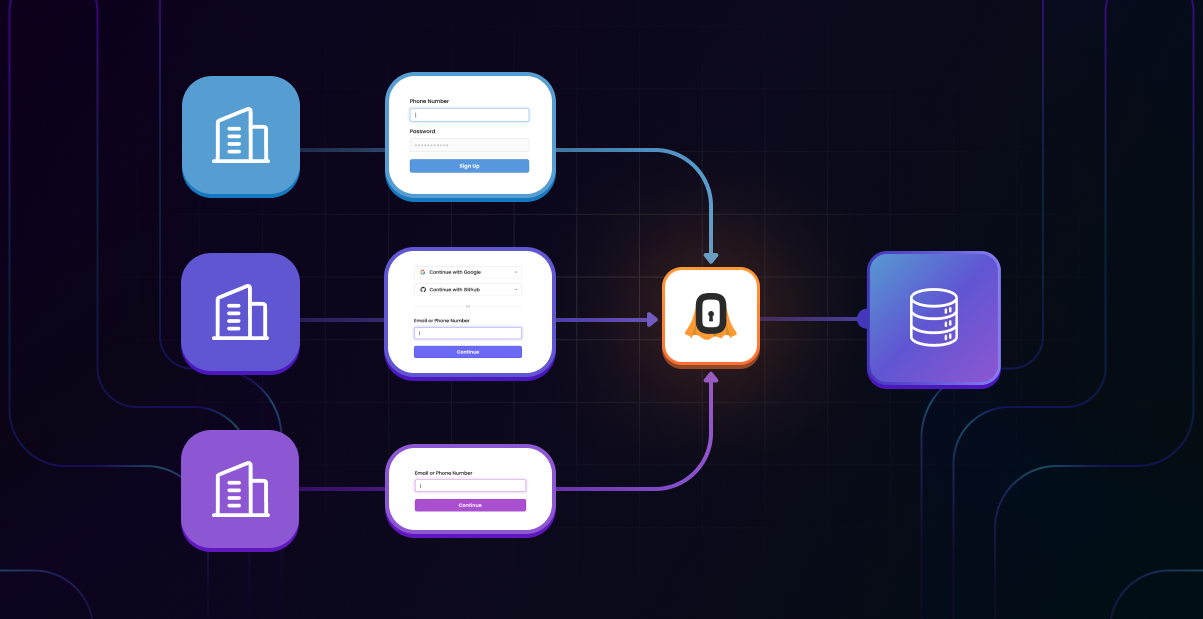 Phone Number
Password
Sign Up
Continue with Google
Continue with Github
Email or Phone Number
Continue
Email or Phone Number
Continue